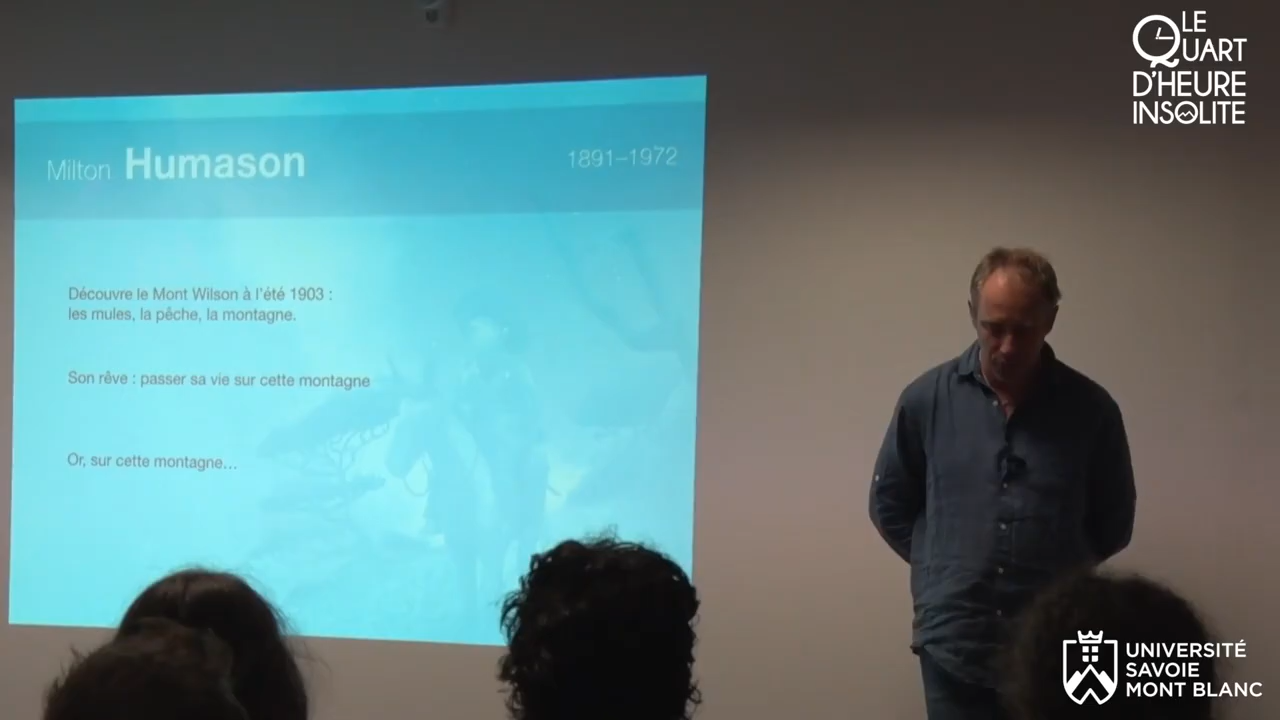 Milton Humason
1891–1972
Découvre le Mont Wilson à l'été 1903 :
les mules, la pêche, la montagne.
Son rêve : passer sa vie sur cette montagne
Or, sur cette montagne…
LE
QUART
D'HEURE
INSOLITE
UNIVERSITÉ
SAVOIE
MONT BLANC